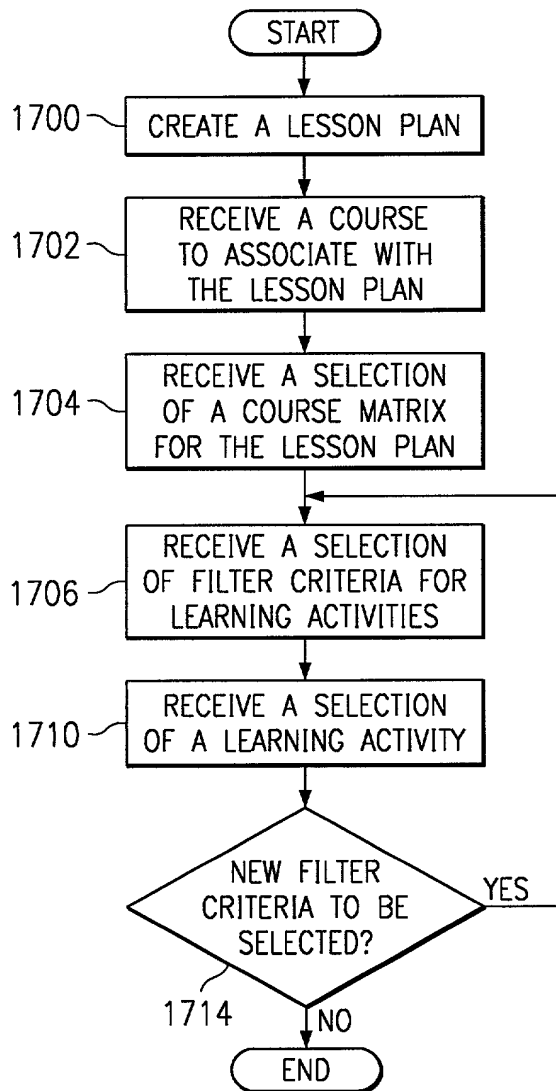 START
1700
CREATE A LESSON PLAN
1702
RECEIVE A COURSE
TO ASSOCIATE WITH
THE LESSON PLAN
1704
RECEIVE A SELECTION
OF A COURSE MATRIX
FOR THE LESSON PLAN
1706
RECEIVE A SELECTION
OF FILTER CRITERIA FOR
LEARNING ACTIVITIES
1710
RECEIVE A SELECTION
OF A LEARNING ACTIVITY
NEW FILTER
CRITERIA TO BE
SELECTED?
YES
1714
NO
END